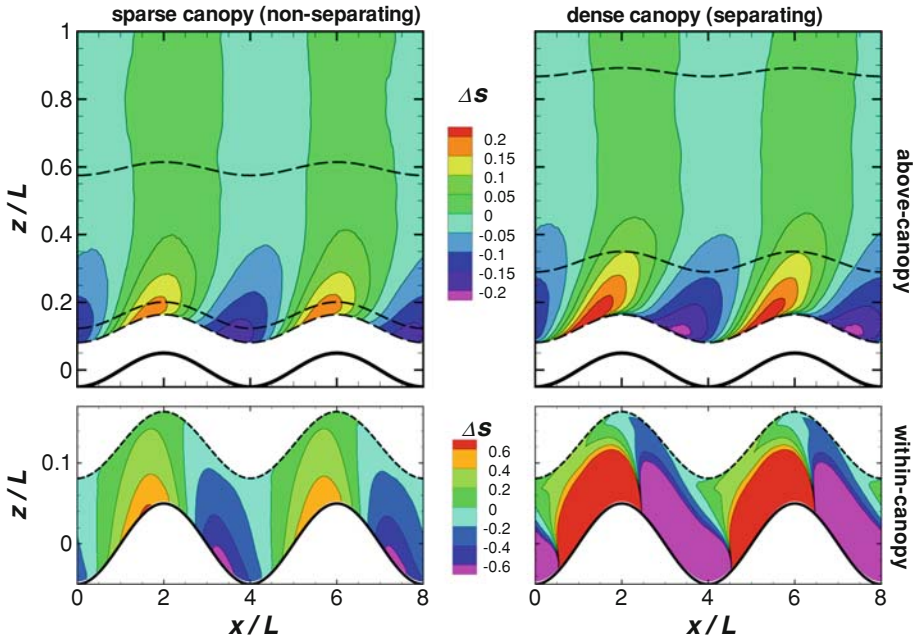 sparse canopy (non-separating)
dense canopy (separating)
1
0.8
0.6
0.4
0.2
0
z / L
Δs
0.2
0.15
0.1
0.05
0
-0.05
-0.1
-0.15
-0.2
above-canopy
0.1
0
z / L
Δs
0.6
0.4
0.2
0
-0.2
-0.4
-0.6
within-canopy
0 2 4 6 8
x / L
0 2 4 6 8
x / L